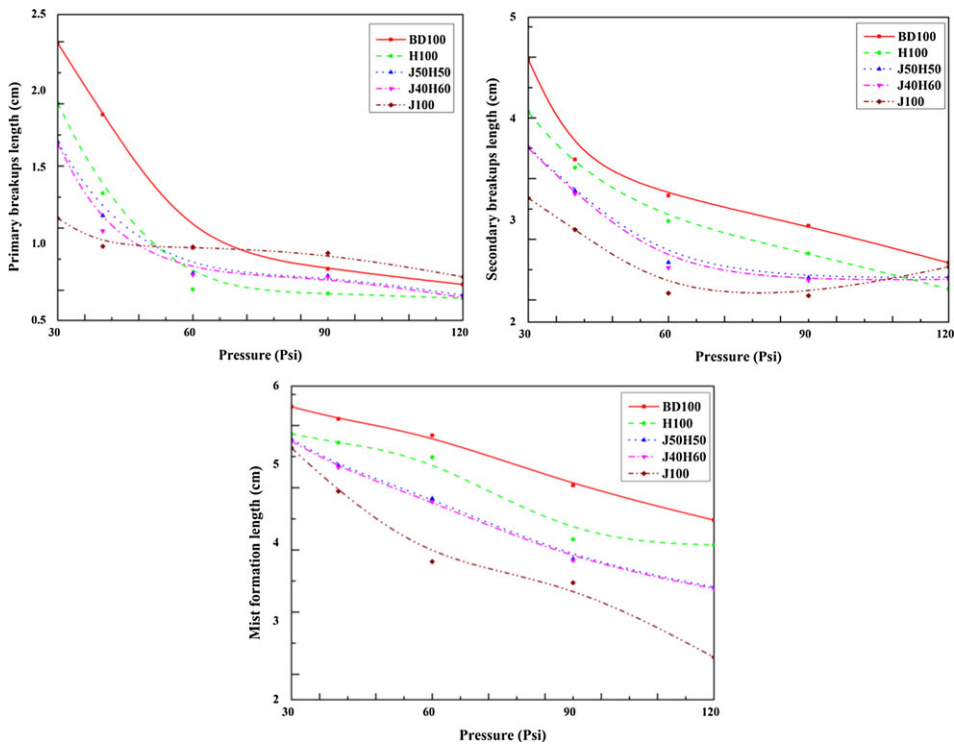 2.5
2.0
1.5
1.0
0.5
30
60
90
120
Primary breakups length (cm)
Pressure (Psi)
BD100
H100
J50H50
J40H60
J100
5
4
3
2
30
60
90
120
Secondary breakups length (cm)
Pressure (Psi)
BD100
H100
J50H50
J40H60
J100
6
5
4
3
2
30
60
90
120
Mist formation length (cm)
Pressure (Psi)
BD100
H100
J50H50
J40H60
J100